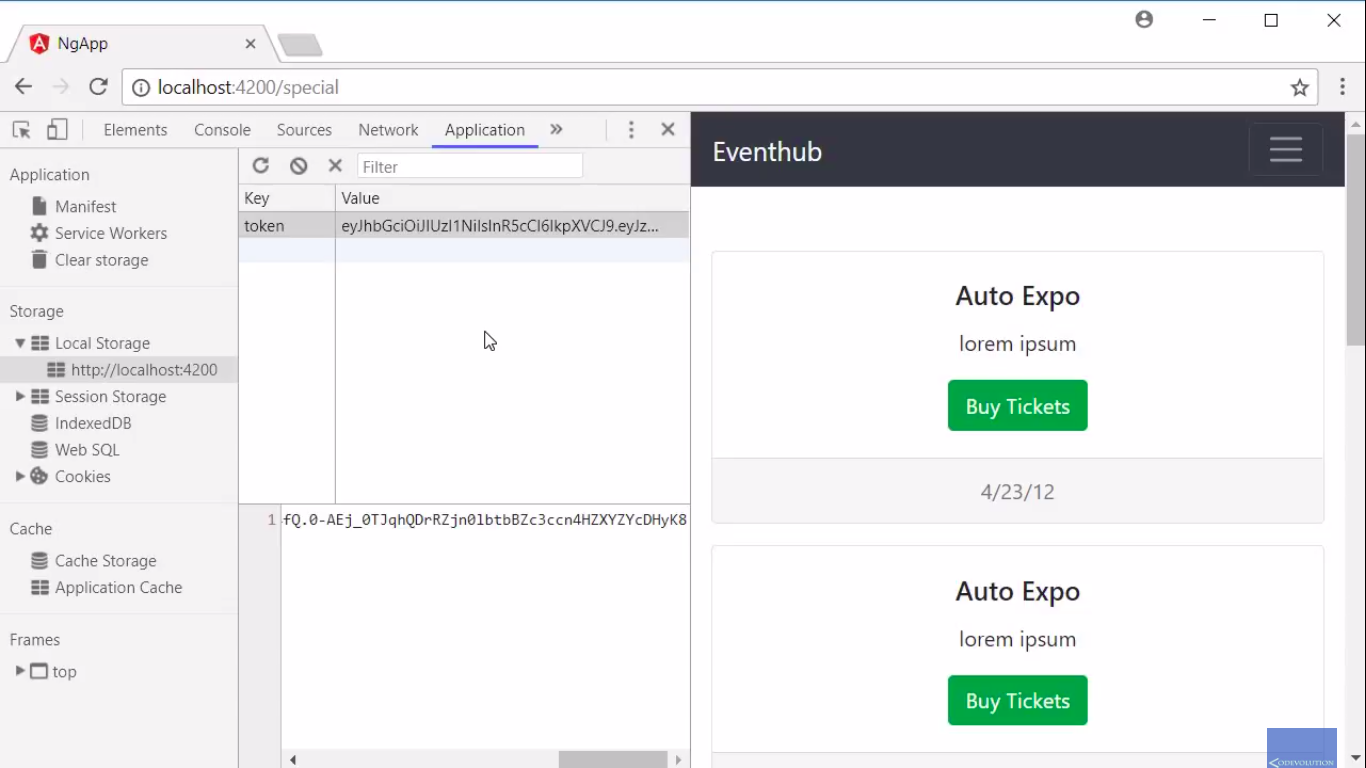 NgApp
localhost:4200/special
Elements
Console
Sources
Network
Application
»
Application
Manifest
Service Workers
Clear storage
Storage
Local Storage
http://localhost:4200
Session Storage
IndexedDB
Web SQL
Cookies
Cache
Cache Storage
Application Cache
Frames
top
Filter
Key Value
token eyJhbGciOiJIUzI1NiIsInR5cCI6IkpXVCJ9.eyJz...
1 fQ.0-AEj_0TJqhQDrRZjn0lbtbBZc3ccn4HZXYZYcDHyK8
Eventhub
Auto Expo
lorem ipsum
Buy Tickets
4/23/12
Auto Expo
lorem ipsum
Buy Tickets
CODEVOLUTION